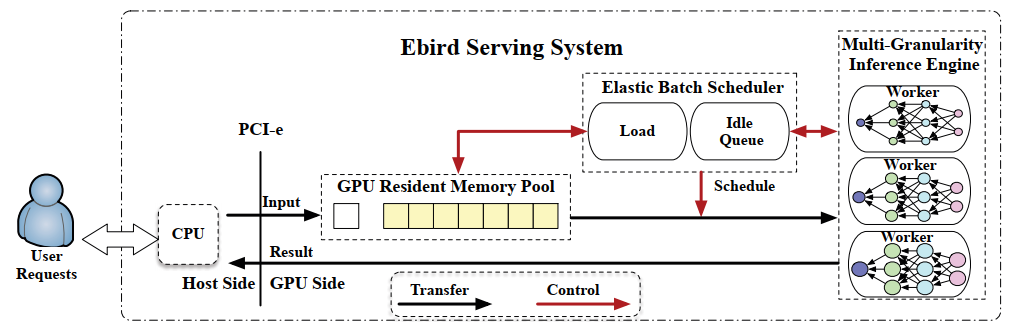 Ebird Serving System
Multi-Granularity
Inference Engine
Elastic Batch Scheduler
Worker
Load
Idle
Queue
PCI-e
Worker
GPU Resident Memory Pool
Schedule
Input
CPU
Worker
User
Requests
Result
Host Side
GPU Side
Transfer
Control